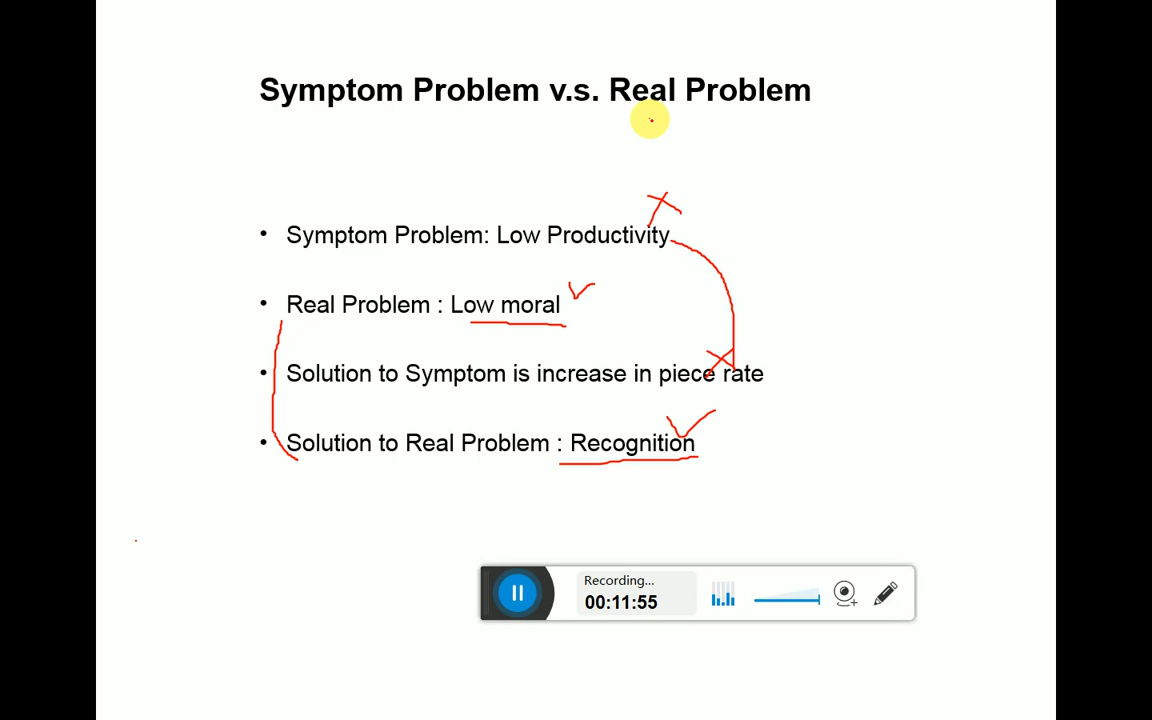 Symptom Problem v.s. Real Problem
• Symptom Problem: Low Productivity
• Real Problem : Low moral
• Solution to Symptom is increase in piece rate
• Solution to Real Problem : Recognition
Recording...
00:11:55